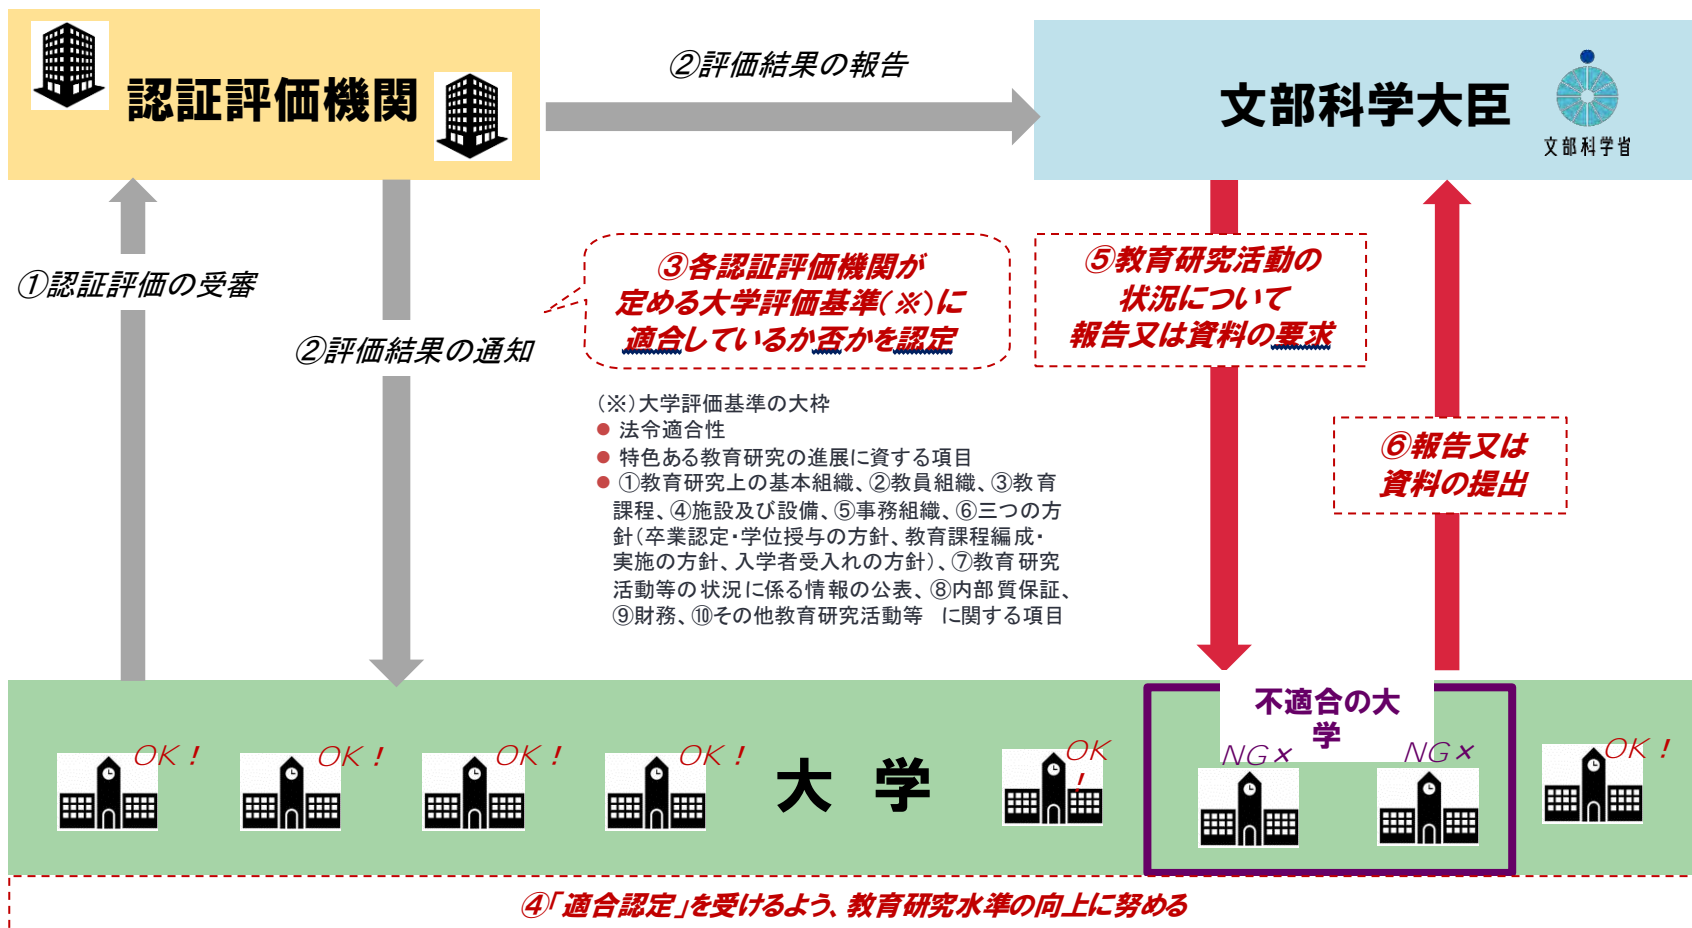 認証評価機関
②評価結果の報告
文部科学大臣
文部科学省
①認証評価の受審
②評価結果の通知
③各認証評価機関が
定める大学評価基準(※)に
適合しているか否かを認定
⑤教育研究活動の
状況について
報告又は資料の要求
⑥報告又は
資料の提出
(※)大学評価基準の大枠
● 法令適合性
● 特色ある教育研究の進展に資する項目
● ①教育研究上の基本組織、②教員組織、③教育
課程、④施設及び設備、⑤事務組織、⑥三つの方
針(卒業認定・学位授与の方針、教育課程編成・
実施の方針、入学者受入れの方針)、⑦教育研究
活動等の状況に係る情報の公表、⑧内部質保証、
⑨財務、⑩その他教育研究活動等 に関する項目
不適合の大
学
OK!
OK!
OK!
OK!
大 学
OK
!
NG×
NG×
OK!
④「適合認定」を受けるよう、教育研究水準の向上に努める